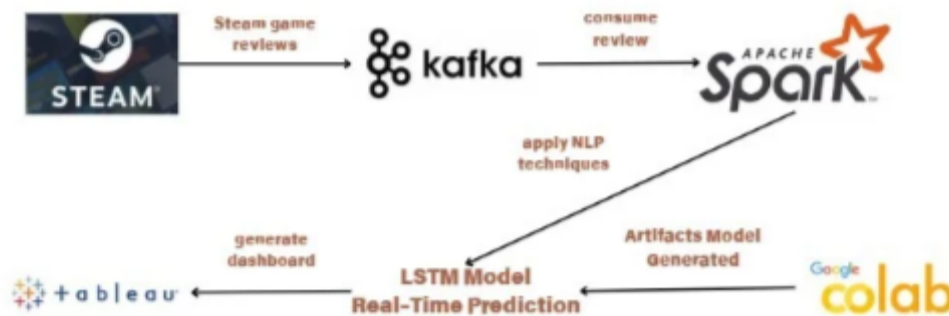 Steam game
reviews
consume
review
STEAM
kafka
APACHE
Spark
apply NLP
techniques
generate
dashboard
Artifacts Model
Generated
+ a b l e a u
LSTM Model
Real-Time Prediction
Google
colab